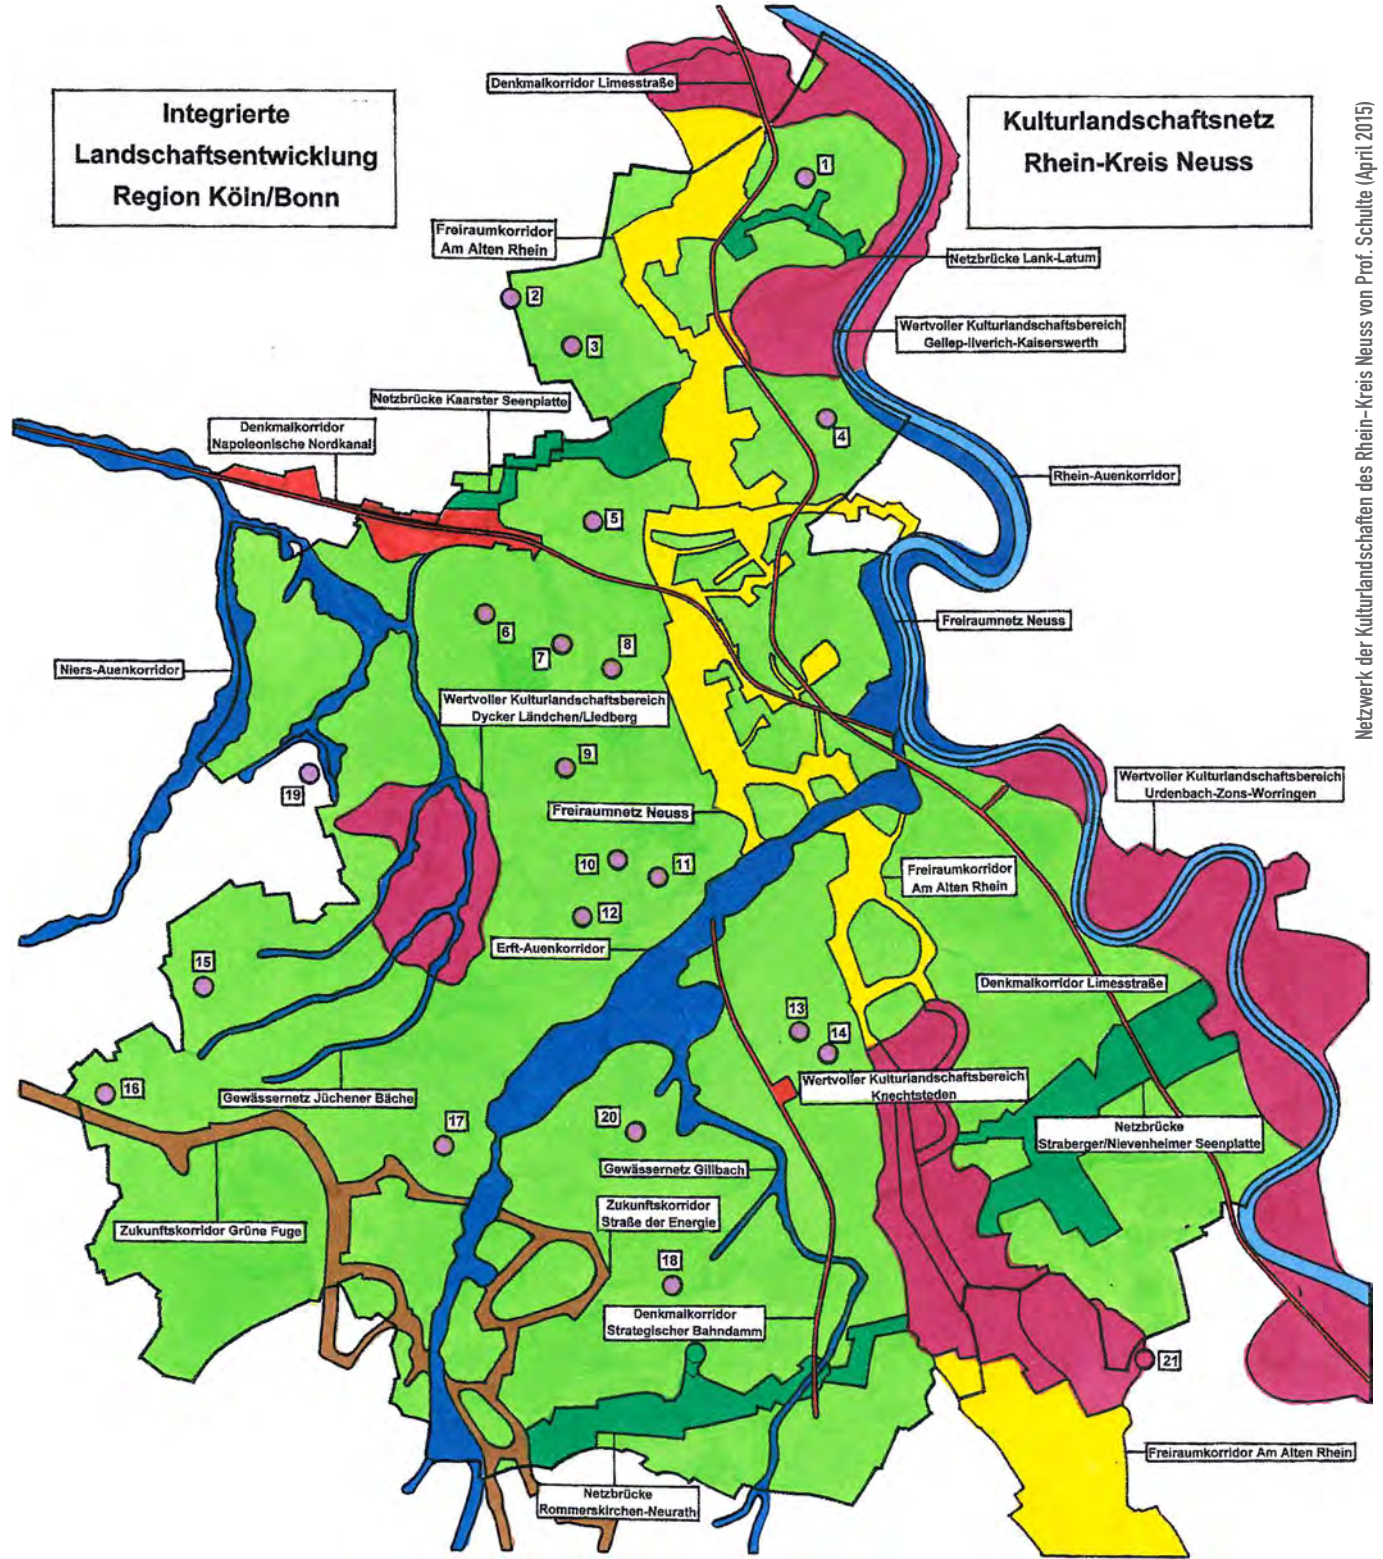 Integrierte
Landschaftsentwicklung
Region Köln/Bonn
Kulturlandschaftsnetz
Rhein-Kreis Neuss
Netzwerk der Kulturlandschaften des Rhein-Kreis Neuss von Prof. Schulte (April 2015)
Denkmalkorridor Limesstraße
1
Freiraumkorridor
Am Alten Rhein
Netzbrücke Lank-Latum
2
3
Wertvoller Kulturlandschaftsbereich
Gellep-Ilverich-Kaiserswerth
Netzbrücke Kaarster Seenplatte
Denkmalkorridor
Napoleonische Nordkanal
4
Rhein-Auenkorridor
5
6
7
8
Freiraumnetz Neuss
Niers-Auenkorridor
Wertvoller Kulturlandschaftsbereich
Dycker Ländchen/Liedberg
9
19
Wertvoller Kulturlandschaftsbereich
Urdenbach-Zons-Worringen
Freiraumnetz Neuss
10
11
Freiraumkorridor
Am Alten Rhein
12
Erft-Auenkorridor
15
Denkmalkorridor Limesstraße
13
14
16
Gewässernetz Jüchener Bäche
Wertvoller Kulturlandschaftsbereich
Knechtsteden
17
20
Netzbrücke
Straberger/Nievenheimer Seenplatte
Gewässernetz Gillbach
Zukunftskorridor Grüne Fuge
Zukunftskorridor
Straße der Energie
18
Denkmalkorridor
Strategischer Bahndamm
21
Freiraumkorridor Am Alten Rhein
Netzbrücke
Rommerskirchen-Neurath